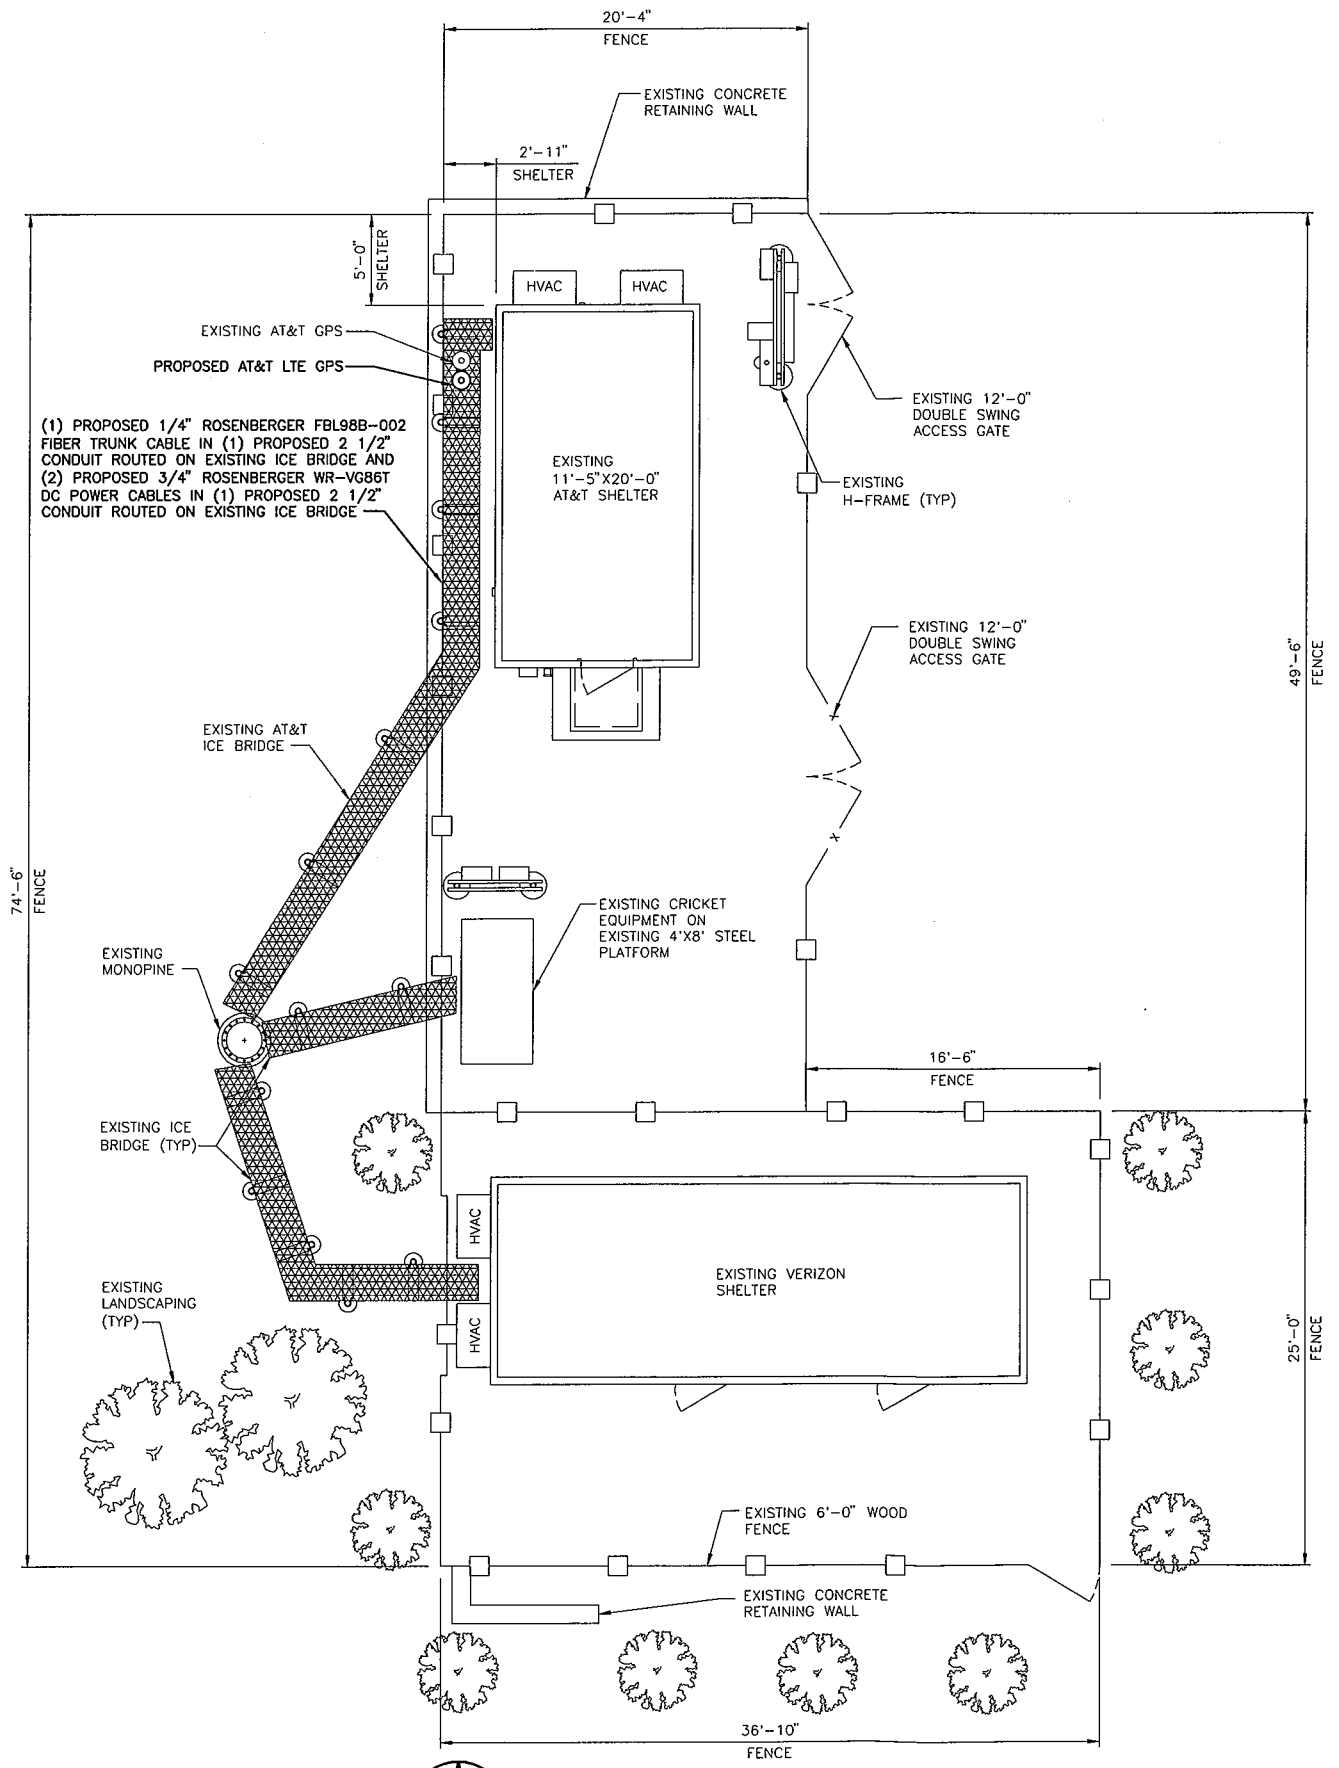 20'-4"
FENCE
EXISTING CONCRETE
RETAINING WALL
2'-11"
SHELTER
5'-0"
SHELTER
HVAC
HVAC
EXISTING AT&T GPS
PROPOSED AT&T LTE GPS
(1) PROPOSED 1/4" ROSENBERGER FBL98B-002
FIBER TRUNK CABLE IN (1) PROPOSED 2 1/2"
CONDUIT ROUTED ON EXISTING ICE BRIDGE AND
(2) PROPOSED 3/4" ROSENBERGER WR-VG86T
DC POWER CABLES IN (1) PROPOSED 2 1/2"
CONDUIT ROUTED ON EXISTING ICE BRIDGE
EXISTING
11'-5"X20'-0"
AT&T SHELTER
EXISTING 12'-0"
DOUBLE SWING
ACCESS GATE
EXISTING
H-FRAME (TYP)
EXISTING 12'-0"
DOUBLE SWING
ACCESS GATE
49'-6"
FENCE
EXISTING AT&T
ICE BRIDGE
74'-6"
FENCE
EXISTING CRICKET
EQUIPMENT ON
EXISTING 4'X8' STEEL
PLATFORM
EXISTING
MONOPINE
16'-6"
FENCE
EXISTING ICE
BRIDGE (TYP)
HVAC
EXISTING VERIZON
SHELTER
HVAC
EXISTING
LANDSCAPING
(TYP)
25'-0"
FENCE
EXISTING 6'-0" WOOD
FENCE
EXISTING CONCRETE
RETAINING WALL
36'-10"
FENCE